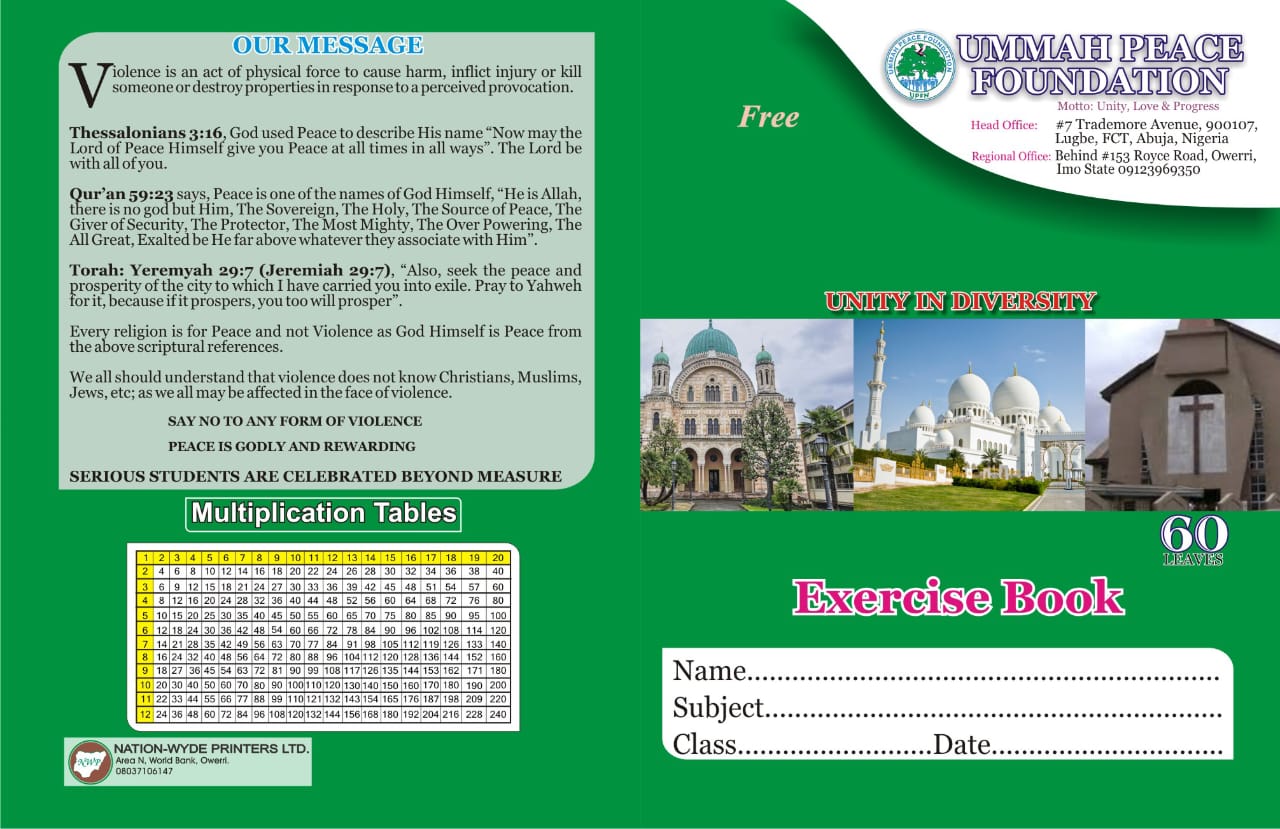 OUR MESSAGE
Violence is an act of physical force to cause harm, inflict injury or kill
someone or destroy properties in response to a perceived provocation.
Thessalonians 3:16, God used Peace to describe His name “Now may the
Lord of Peace Himself give you Peace at all times in all ways”. The Lord be
with all of you.
Qur’an 59:23 says, Peace is one of the names of God Himself, “He is Allah,
there is no god but Him, The Sovereign, The Holy, The Source of Peace, The
Giver of Security, The Protector, The Most Mighty, The Over Powering, The
All Great, Exalted be He far above whatever they associate with Him”.
Torah: Yeremyah 29:7 (Jeremiah 29:7), “Also, seek the peace and
prosperity of the city to which I have carried you into exile. Pray to Yahweh
for it, because if it prospers, you too will prosper”.
Every religion is for Peace and not Violence as God Himself is Peace from
the above scriptural references.
We all should understand that violence does not know Christians, Muslims,
Jews, etc; as we all may be affected in the face of violence.
SAY NO TO ANY FORM OF VIOLENCE
PEACE IS GODLY AND REWARDING
SERIOUS STUDENTS ARE CELEBRATED BEYOND MEASURE
Multiplication Tables
1 2 3 4 5 6 7 8 9 10 11 12 13 14 15 16 17 18 19 20
2 4 6 8 10 12 14 16 18 20 22 24 26 28 30 32 34 36 38 40
3 6 9 12 15 18 21 24 27 30 33 36 39 42 45 48 51 54 57 60
4 8 12 16 20 24 28 32 36 40 44 48 52 56 60 64 68 72 76 80
5 10 15 20 25 30 35 40 45 50 55 60 65 70 75 80 85 90 95 100
6 12 18 24 30 36 42 48 54 60 66 72 78 84 90 96 102 108 114 120
7 14 21 28 35 42 49 56 63 70 77 84 91 98 105 112 119 126 133 140
8 16 24 32 40 48 56 64 72 80 88 96 104 112 120 128 136 144 152 160
9 18 27 36 45 54 63 72 81 90 99 108 117 126 135 144 153 162 171 180
10 20 30 40 50 60 70 80 90 100 110 120 130 140 150 160 170 180 190 200
11 22 33 44 55 66 77 88 99 110 121 132 143 154 165 176 187 198 209 220
12 24 36 48 60 72 84 96 108 120 132 144 156 168 180 192 204 216 228 240
NWP
NATION-WYDE PRINTERS LTD.
Area N, World Bank, Owerri.
08037106147
Free
UMMAH PEACE FOUNDATION
UPFN
UMMAH PEACE
FOUNDATION
Motto: Unity, Love & Progress
Head Office: #7 Trademore Avenue, 900107,
Lugbe, FCT, Abuja, Nigeria
Regional Office: Behind #153 Royce Road, Owerri,
Imo State 09123969350
UNITY IN DIVERSITY
60
LEAVES
Exercise Book
Name..............................................................
Subject............................................................
Class..........................Date...............................